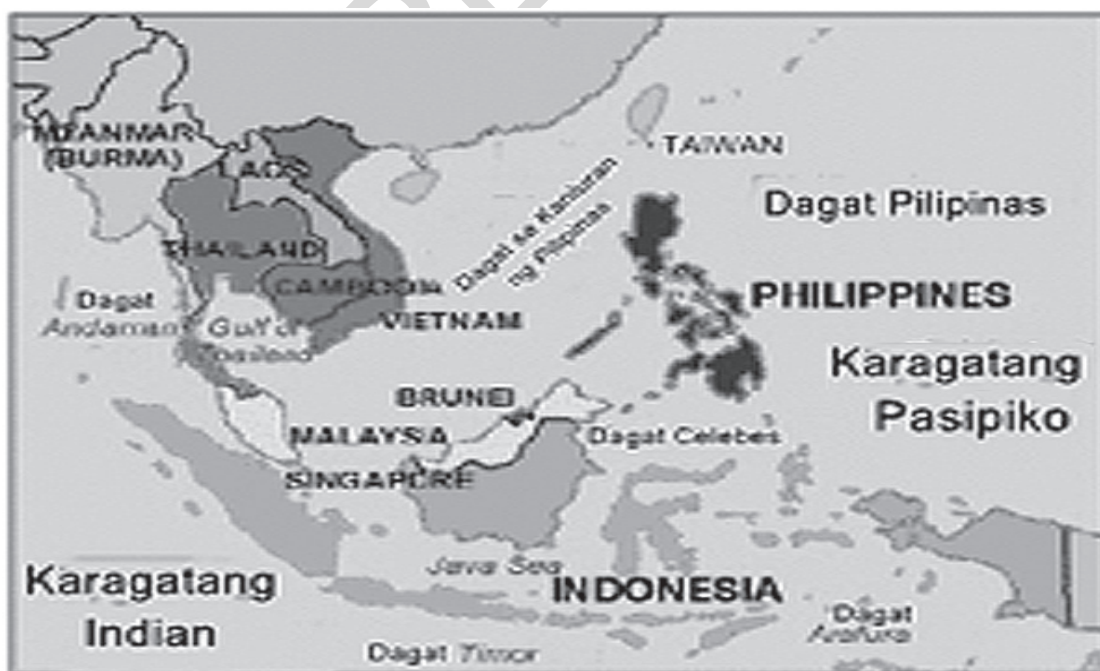 MYANMAR
(BURMA)
LAOS
TAIWAN
Dagat sa Kanluran
ng Pilipinas
Dagat Pilipinas
THAILAND
CAMBODIA
PHILIPPINES
Dagat
Andaman
Gulf of
Thailand
VIETNAM
Karagatang
Pasipiko
BRUNEI
MALAYSIA
Dagat Celebes
SINGAPORE
Java Sea
INDONESIA
Karagatang
Indian
Dagat
Arafura
Dagat Timor